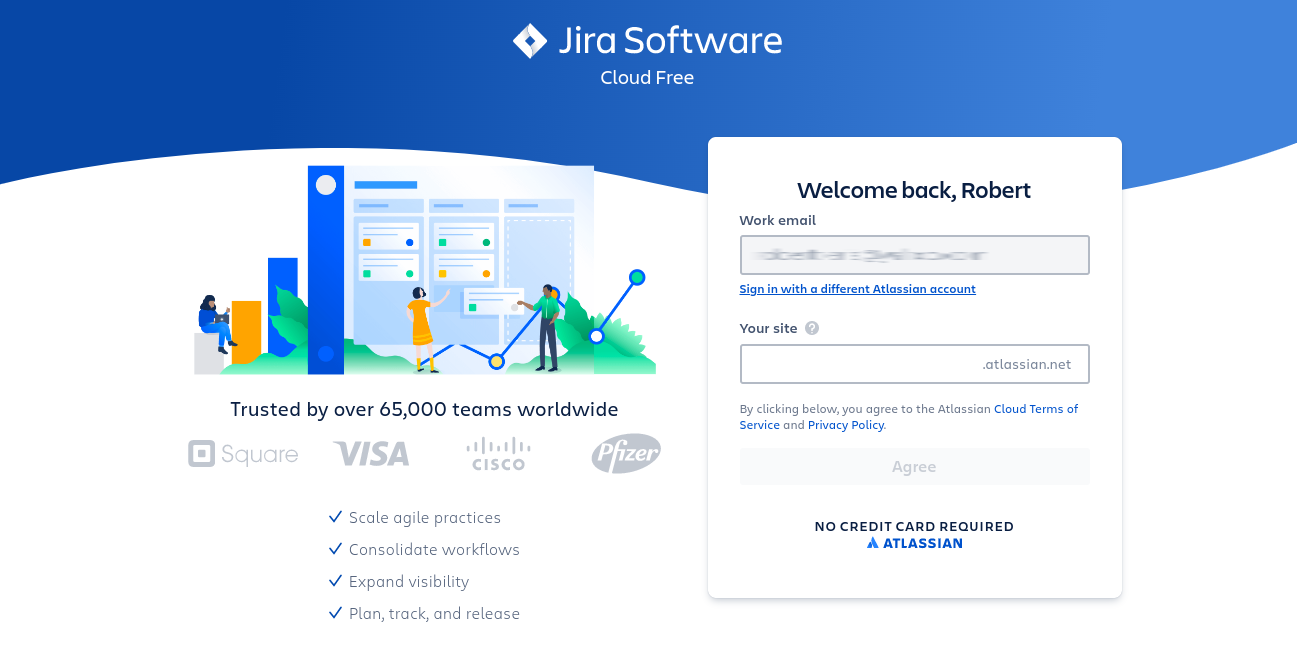 Jira Software
Cloud Free
Welcome back, Robert
Work email
Sign in with a different Atlassian account
Your site ?
.atlassian.net
By clicking below, you agree to the Atlassian Cloud Terms of
Service and Privacy Policy.
Agree
NO CREDIT CARD REQUIRED
ATLASSIAN
Trusted by over 65,000 teams worldwide
Square VISA CISCO Pfizer
Scale agile practices
Consolidate workflows
Expand visibility
Plan, track, and release